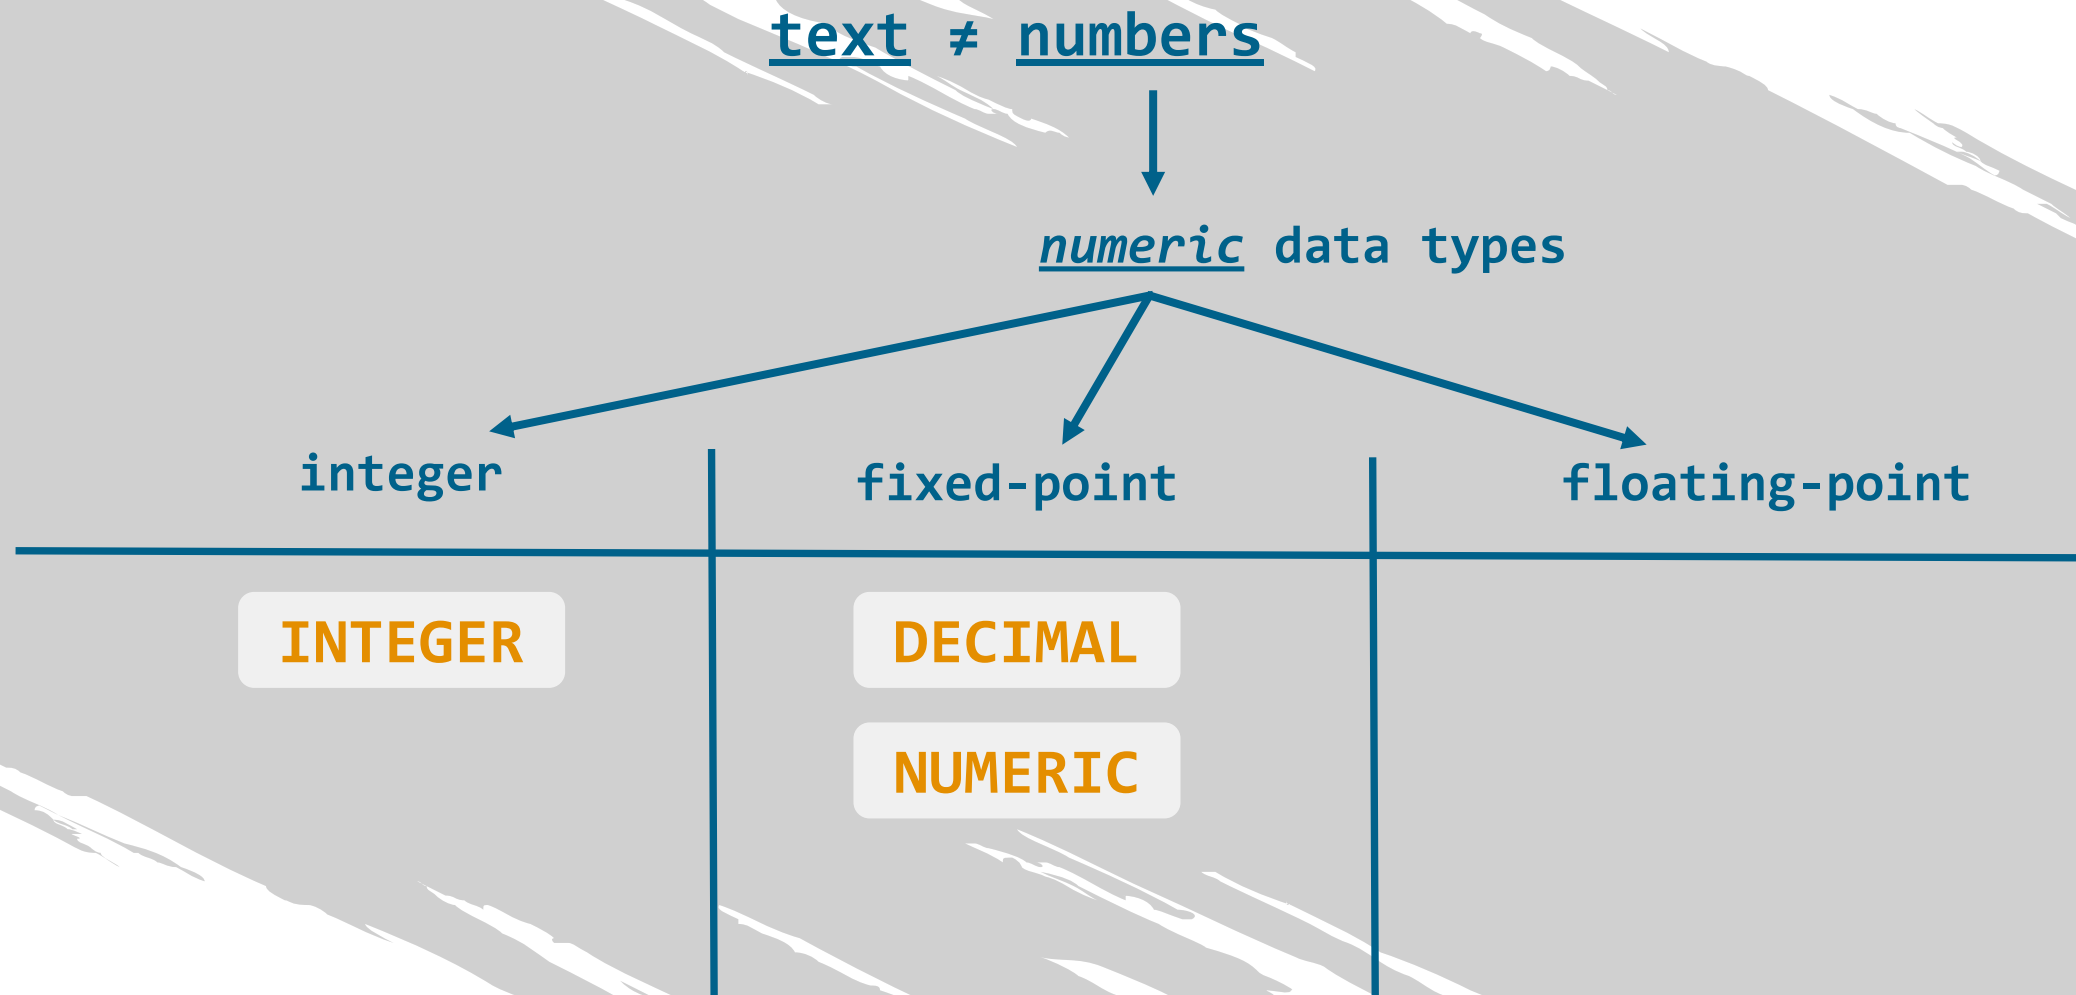 text ≠ numbers
numeric data types
integer
fixed-point
floating-point
INTEGER
DECIMAL
NUMERIC